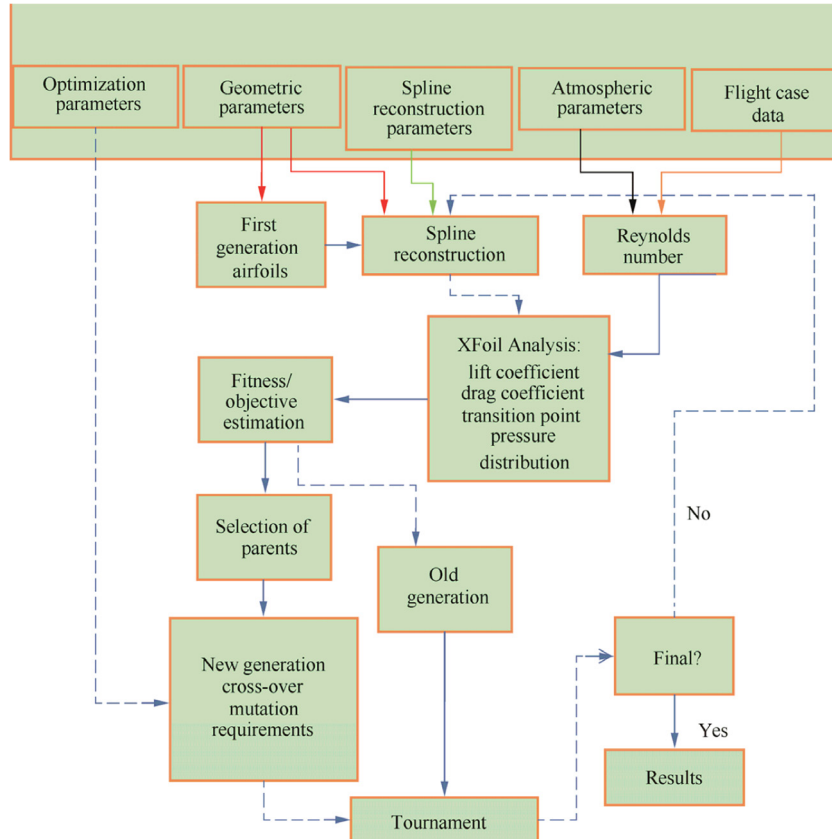 Optimization
parameters
Geometric
parameters
Spline
reconstruction
parameters
Atmospheric
parameters
Flight case
data
First
generation
airfoils
Spline
reconstruction
Reynolds
number
XFoil Analysis:
lift coefficient
drag coefficient
transition point
pressure
distribution
Fitness/
objective
estimation
Selection of
parents
Old
generation
No
New generation
cross-over
mutation
requirements
Final?
Yes
Results
Tournament